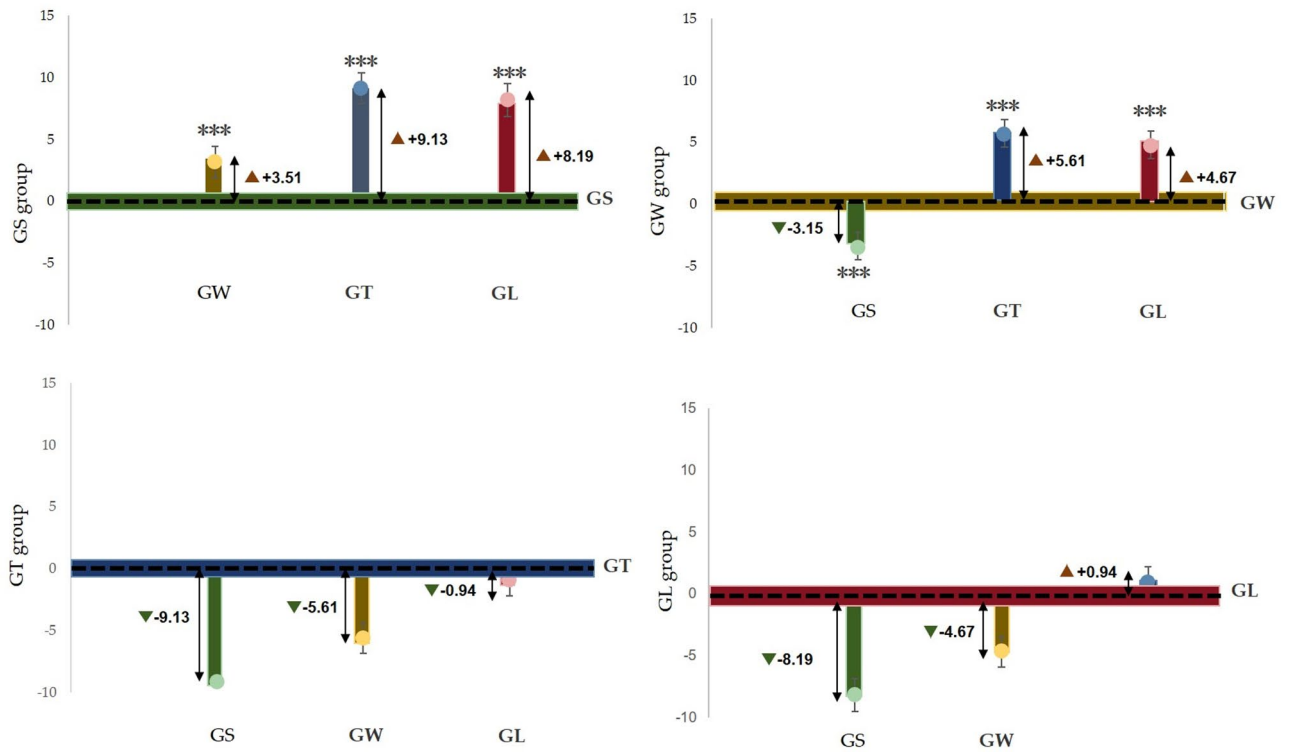 15
10
5
0
-5
-10
GS group
***
***
***
+3.51
+9.13
+8.19
GS
GW
GT
GL
15
10
5
0
-5
-10
GW group
***
***
***
-3.15
+5.61
+4.67
GW
GS
GT
GL
15
10
5
0
-5
-10
GT group
-9.13
-5.61
-0.94
GT
GS
GW
GL
15
10
5
0
-5
-10
GL group
-8.19
-4.67
+0.94
GL
GS
GW